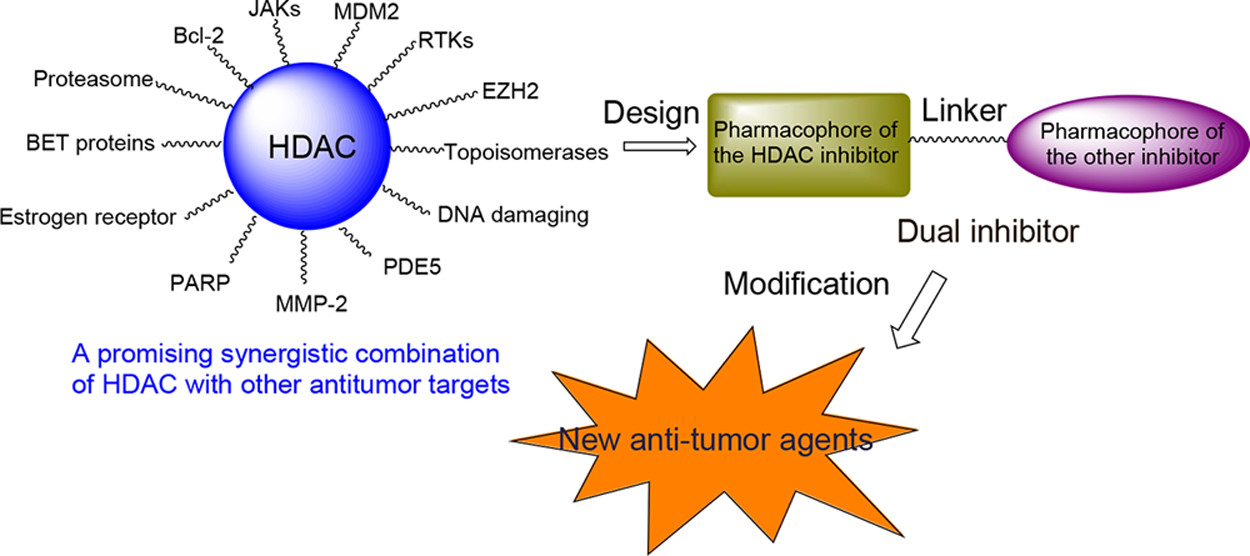 JAKs
MDM2
Bcl-2
RTKs
Proteasome
EZH2
BET proteins
HDAC
Topoisomerases
Estrogen receptor
DNA damaging
PARP
PDE5
MMP-2
A promising synergistic combination
of HDAC with other antitumor targets
Design
Pharmacophore of
the HDAC inhibitor
Linker
Pharmacophore of
the other inhibitor
Dual inhibitor
Modification
New anti-tumor agents